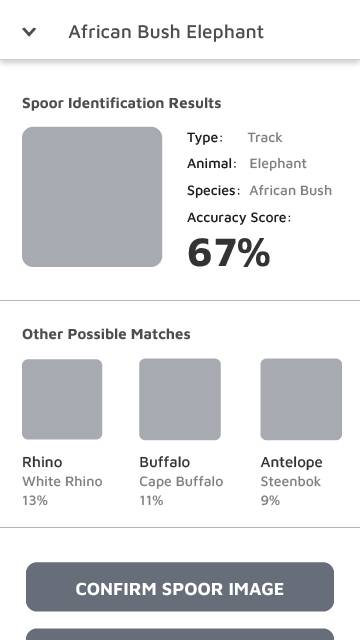 African Bush Elephant
Spoor Identification Results
Type: Track
Animal: Elephant
Species: African Bush
Accuracy Score:
67%
Other Possible Matches
Rhino
White Rhino
13%
Buffalo
Cape Buffalo
11%
Antelope
Steenbok
9%
CONFIRM SPOOR IMAGE